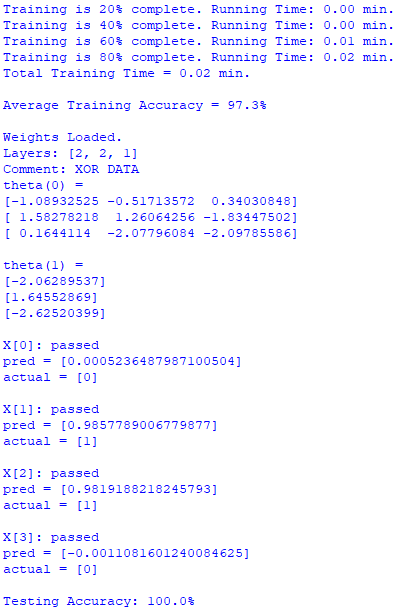 Training is 20% complete. Running Time: 0.00 min.
Training is 40% complete. Running Time: 0.00 min.
Training is 60% complete. Running Time: 0.01 min.
Training is 80% complete. Running Time: 0.02 min.
Total Training Time = 0.02 min.

Average Training Accuracy = 97.3%

Weights Loaded.
Layers: [2, 2, 1]
Comment: XOR DATA
theta(0) =
[-1.08932525 -0.51713572  0.34030848]
[ 1.58278218  1.26064256 -1.83447502]
[ 0.1644114  -2.07796084 -2.09785586]

theta(1) =
[-2.06289537]
[1.64552869]
[-2.62520399]

X[0]: passed
pred = [0.0005236487987100504]
actual = [0]

X[1]: passed
pred = [0.9857789006779877]
actual = [1]

X[2]: passed
pred = [0.9819188218245793]
actual = [1]

X[3]: passed
pred = [-0.0011081601240084625]
actual = [0]

Testing Accuracy: 100.0%